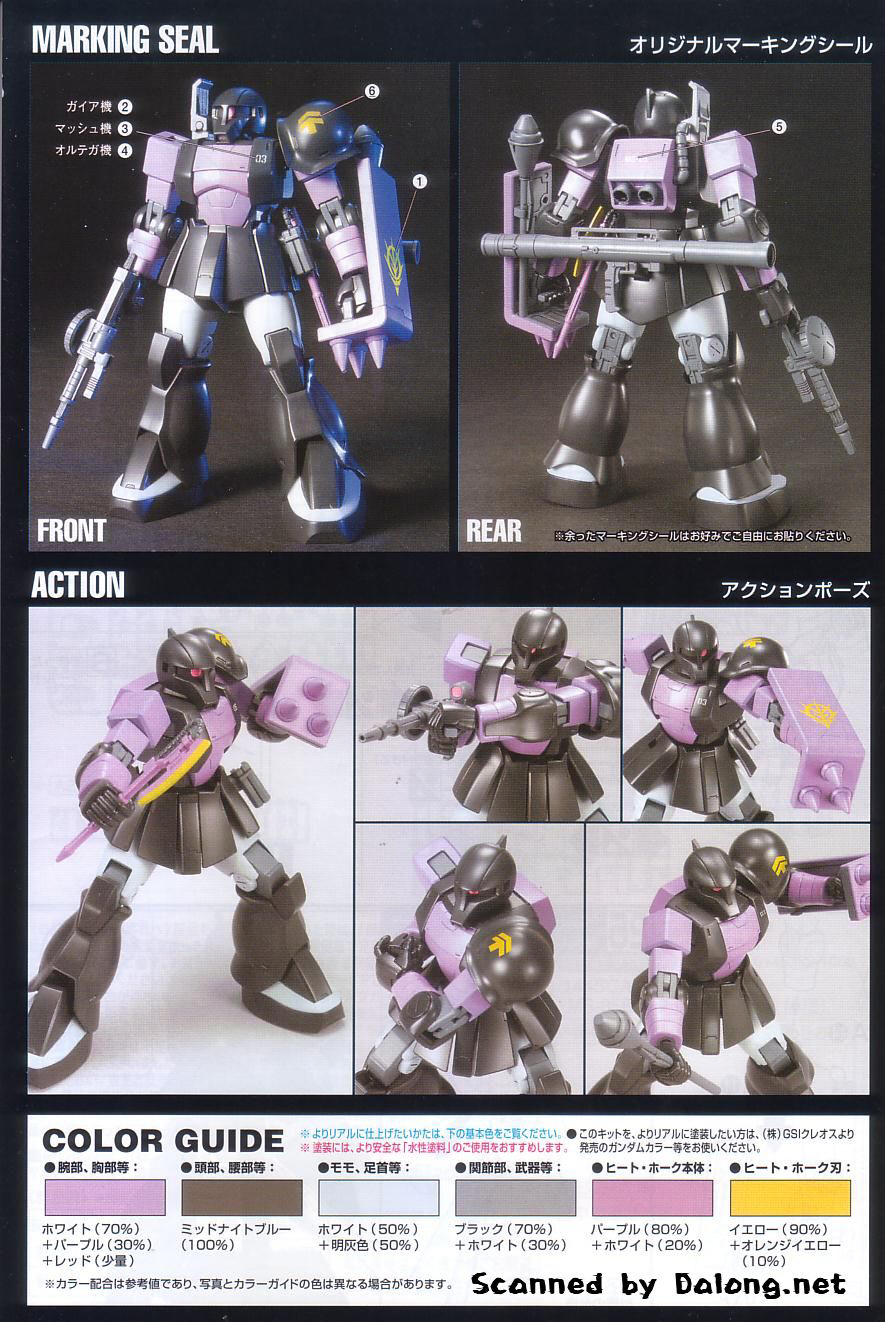 MARKING SEAL
オリジナルマーキングシール
ガイア機 ②
マッシュ機 ③
オルテガ機 ④
⑥
03
①
⑤
FRONT
REAR
※余ったマーキングシールはお好みでご自由にお貼りください。
ACTION
アクションポーズ
03
COLOR GUIDE
※よりリアルに仕上げたいかたは、下の基本色をご覧ください。
※塗装には、より安全な「水性塗料」のご使用をおすすめします。
●このキットを、よりリアルに塗装したい方は、(株)GSIクレオスより
発売のガンダムカラー等をお使いください。
●腕部、胸部等：
ホワイト(70%)
＋パープル(30%)
＋レッド(少量)
●頭部、腰部等：
ミッドナイトブルー
(100%)
●モモ、足首等：
ホワイト(50%)
＋明灰色(50%)
●関節部、武器等：
ブラック(70%)
＋ホワイト(30%)
●ヒート・ホーク本体：
パープル(80%)
＋ホワイト(20%)
●ヒート・ホーク刃：
イエロー(90%)
＋オレンジイエロー
(10%)
※カラー配合は参考値であり、写真とカラーガイドの色は異なる場合があります。
Scanned by Dalong.net